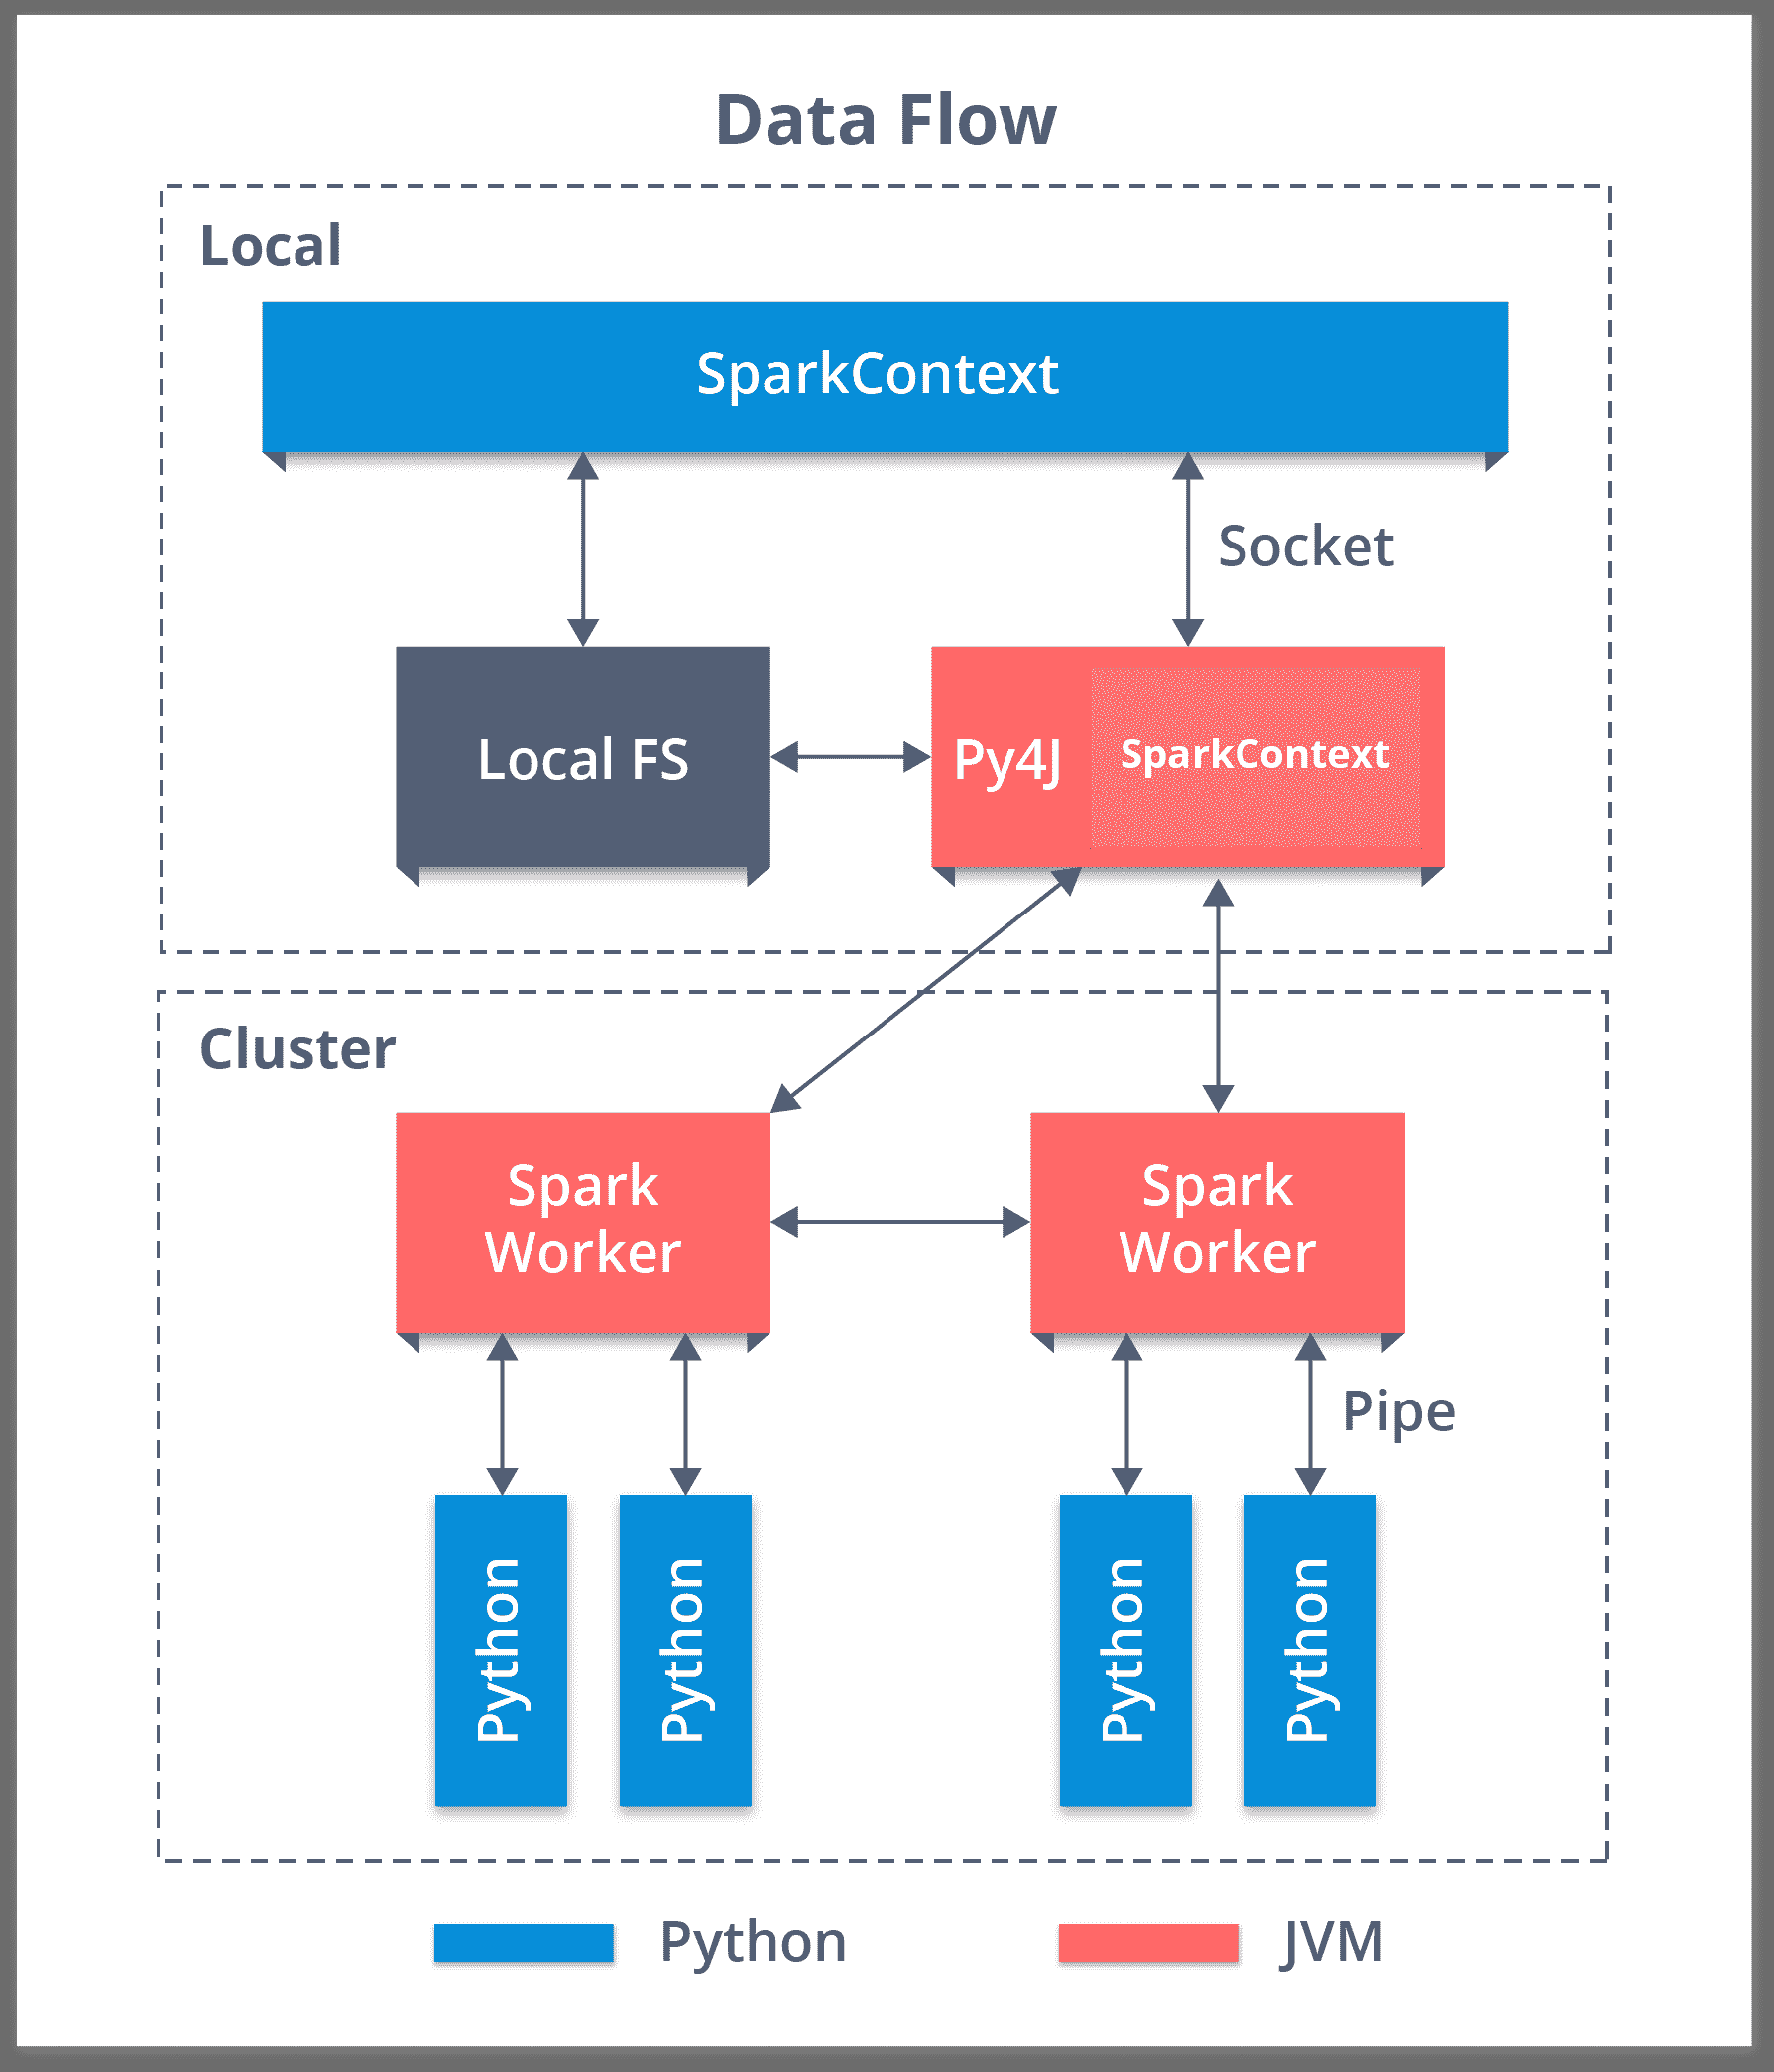 Data Flow
Local
SparkContext
Socket
Local FS
Py4J
SparkContext
Cluster
Spark
Worker
Spark
Worker
Pipe
Python
Python
Python
Python
Python
JVM